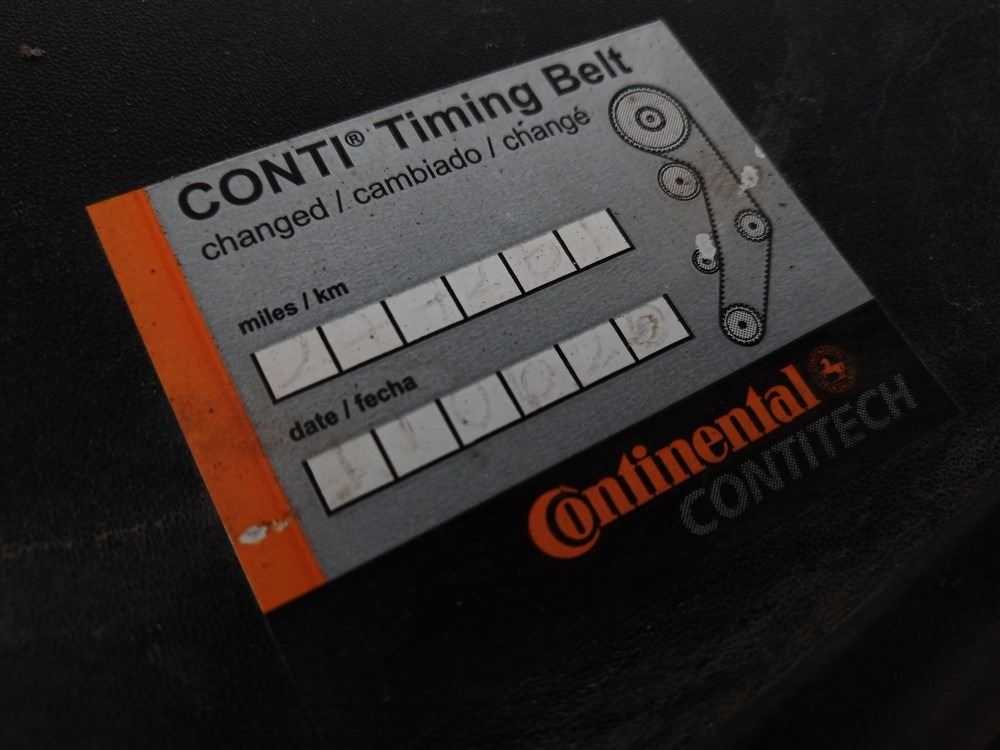 CONTI® Timing Belt
changed / cambiado / changé
miles / km
date / fecha
Continental
CONTITECH